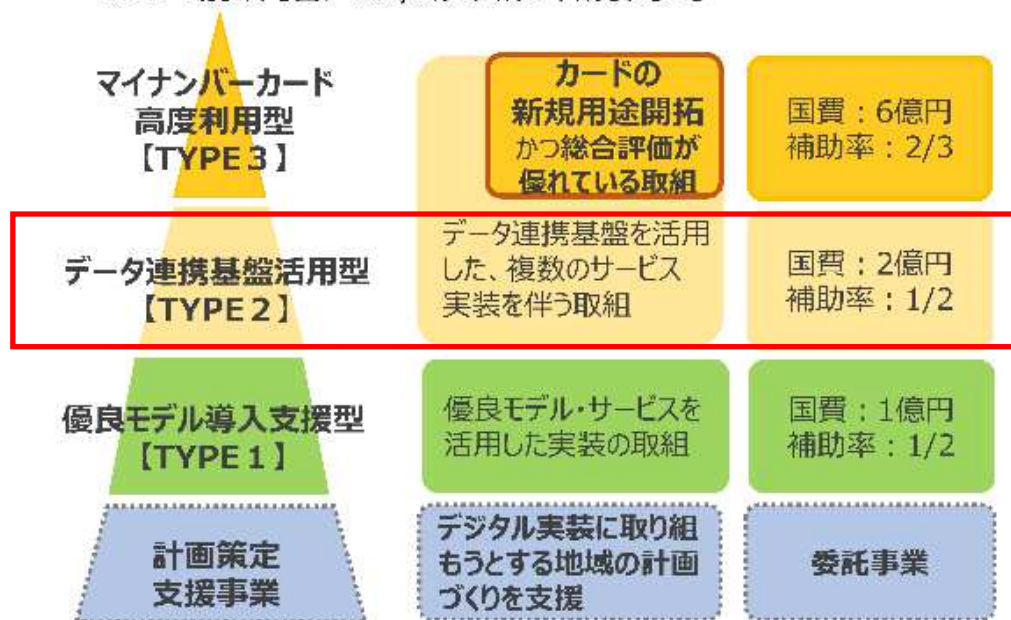 マイナンバーカード
高度利用型
【TYPE3】
カードの
新規用途開拓
かつ総合評価が
優れている取組
国費：6億円
補助率：2/3
データ連携基盤活用型
【TYPE2】
データ連携基盤を活用
した、複数のサービス
実装を伴う取組
国費：2億円
補助率：1/2
優良モデル導入支援型
【TYPE1】
優良モデル・サービスを
活用した実装の取組
国費：1億円
補助率：1/2
計画策定
支援事業
デジタル実装に取り組
もうとする地域の計画
づくりを支援
委託事業